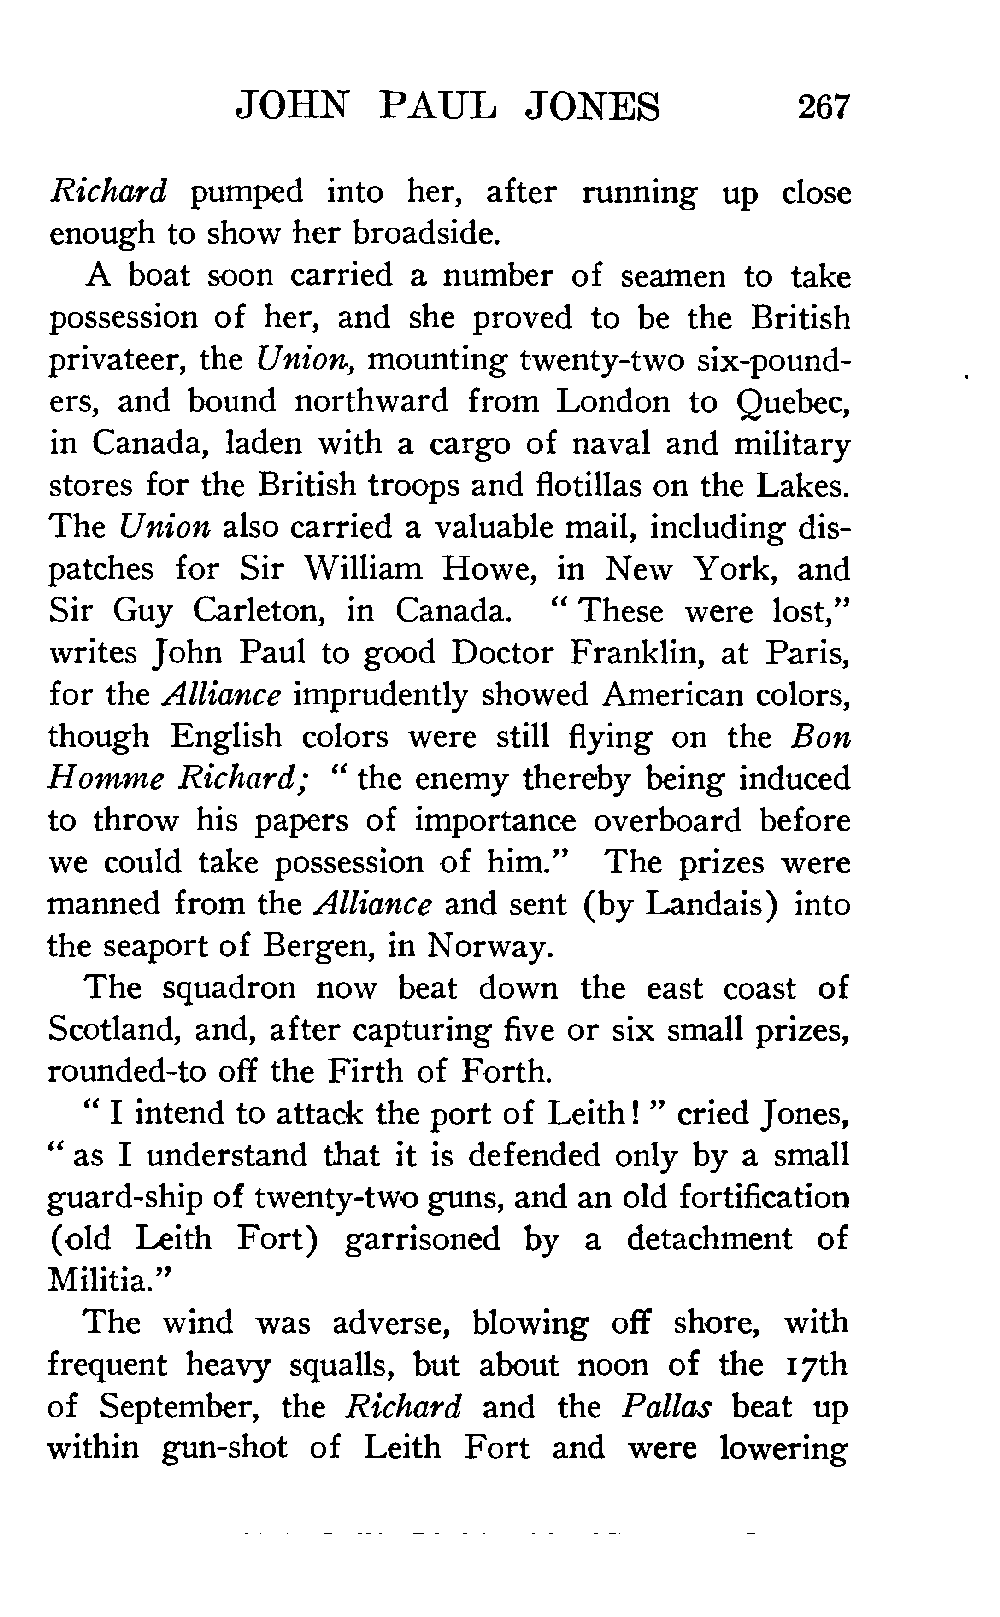 JOHN PAUL JONES 267
Richard pumped into her, after running up close
enough to show her broadside.
A boat soon carried a number of seamen to take
possession of her, and she proved to be the British
privateer, the Union, mounting twenty-two six-pound-
ers, and bound northward from London to Quebec,
in Canada, laden with a cargo of naval and military
stores for the British troops and flotillas on the Lakes.
The Union also carried a valuable mail, including dis-
patches for Sir William Howe, in New York, and
Sir Guy Carleton, in Canada. “ These were lost,”
writes John Paul to good Doctor Franklin, at Paris,
for the Alliance imprudently showed American colors,
though English colors were still flying on the Bon
Homme Richard; “ the enemy thereby being induced
to throw his papers of importance overboard before
we could take possession of him.” The prizes were
manned from the Alliance and sent (by Landais) into
the seaport of Bergen, in Norway.
The squadron now beat down the east coast of
Scotland, and, after capturing five or six small prizes,
rounded-to off the Firth of Forth.
“ I intend to attack the port of Leith! ” cried Jones,
“ as I understand that it is defended only by a small
guard-ship of twenty-two guns, and an old fortification
(old Leith Fort) garrisoned by a detachment of
Militia.”
The wind was adverse, blowing off shore, with
frequent heavy squalls, but about noon of the 17th
of September, the Richard and the Pallas beat up
within gun-shot of Leith Fort and were lowering